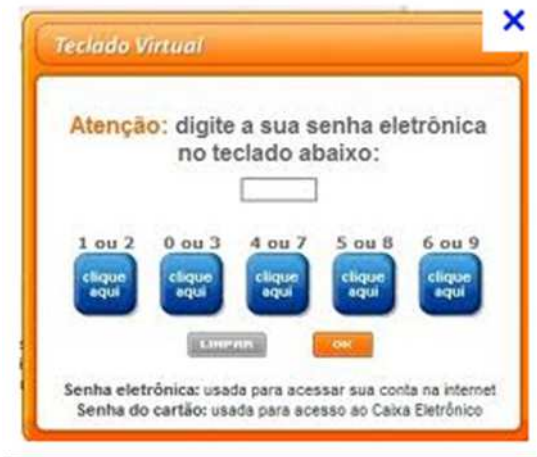 Teclado Virtual
Atenção: digite a sua senha eletrônica
no teclado abaixo:
1 ou 2 0 ou 3 4 ou 7 5 ou 8 6 ou 9
clique clique clique clique clique
aqui aqui aqui aqui aqui
LIMPAR OK
Senha eletrônica: usada para acessar sua conta na internet
Senha do cartão: usada para acesso ao Caixa Eletrônico